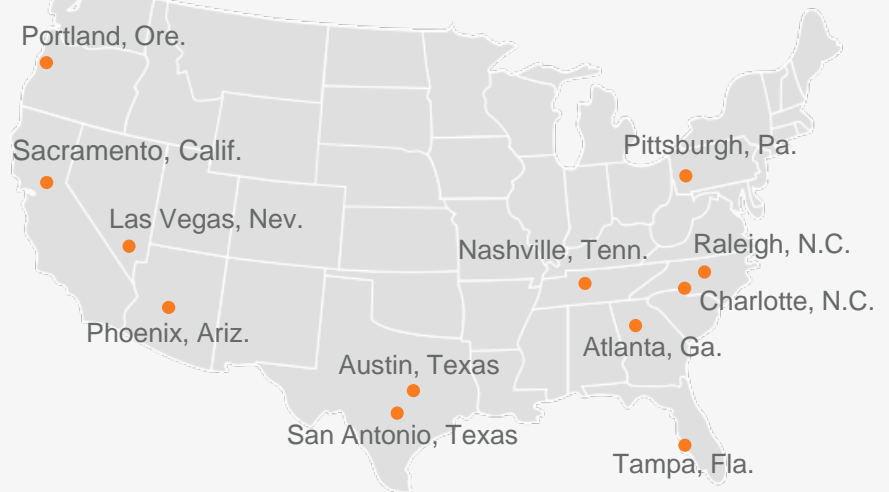 Portland, Ore.
Sacramento, Calif.
Pittsburgh, Pa.
Las Vegas, Nev.
Nashville, Tenn.
Raleigh, N.C.
Charlotte, N.C.
Phoenix, Ariz.
Atlanta, Ga.
Austin, Texas
San Antonio, Texas
Tampa, Fla.